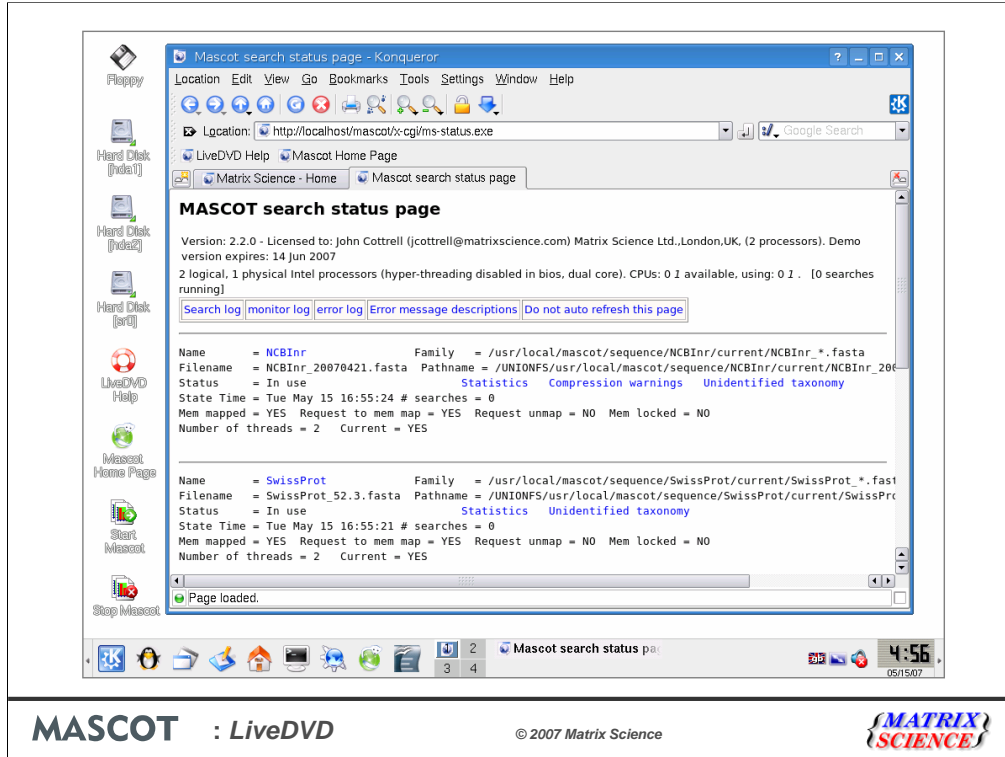 Mascot search status page - Konqueror
Location Edit View Go Bookmarks Tools Settings Window Help
Location: http://localhost/mascot/x-cgi/ms-status.exe
Google Search
LiveDVD Help Mascot Home Page
Matrix Science - Home Mascot search status page
MASCOT search status page
Version: 2.2.0 - Licensed to: John Cottrell (jcottrell@matrixscience.com) Matrix Science Ltd.,London,UK, (2 processors). Demo
version expires: 14 Jun 2007
2 logical, 1 physical Intel processors (hyper-threading disabled in bios, dual core). CPUs: 0 1 available, using: 0 1 . [0 searches
running]
Search log monitor log error log Error message descriptions Do not auto refresh this page
Name = NCBInr Family = /usr/local/mascot/sequence/NCBInr/current/NCBInr_*.fasta
Filename = NCBInr_20070421.fasta Pathname = /UNIONFS/usr/local/mascot/sequence/NCBInr/current/NCBInr_200
Status = In use Statistics Compression warnings Unidentified taxonomy
State Time = Tue May 15 16:55:24 # searches = 0
Mem mapped = YES Request to mem map = YES Request unmap = NO Mem locked = NO
Number of threads = 2 Current = YES
Name = SwissProt Family = /usr/local/mascot/sequence/SwissProt/current/SwissProt_*.fast
Filename = SwissProt_52.3.fasta Pathname = /UNIONFS/usr/local/mascot/sequence/SwissProt/current/SwissPro
Status = In use Statistics Unidentified taxonomy
State Time = Tue May 15 16:55:21 # searches = 0
Mem mapped = YES Request to mem map = YES Request unmap = NO Mem locked = NO
Number of threads = 2 Current = YES
Page loaded.
Floppy
Hard Disk
[hda1]
Hard Disk
[hda2]
Hard Disk
[sr0]
LiveDVD
Help
Mascot
Home Page
Start
Mascot
Stop Mascot
2
3 4
Mascot search status pag
4:56
05/15/07
MASCOT : LiveDVD
© 2007 Matrix Science
MATRIX
SCIENCE